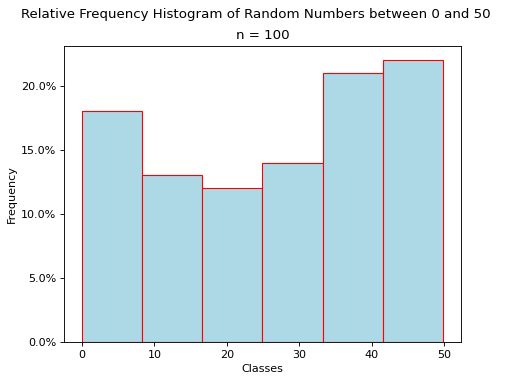 Relative Frequency Histogram of Random Numbers between 0 and 50
n = 100
20.0%
15.0%
10.0%
5.0%
0.0%
Frequency
0 10 20 30 40 50
Classes